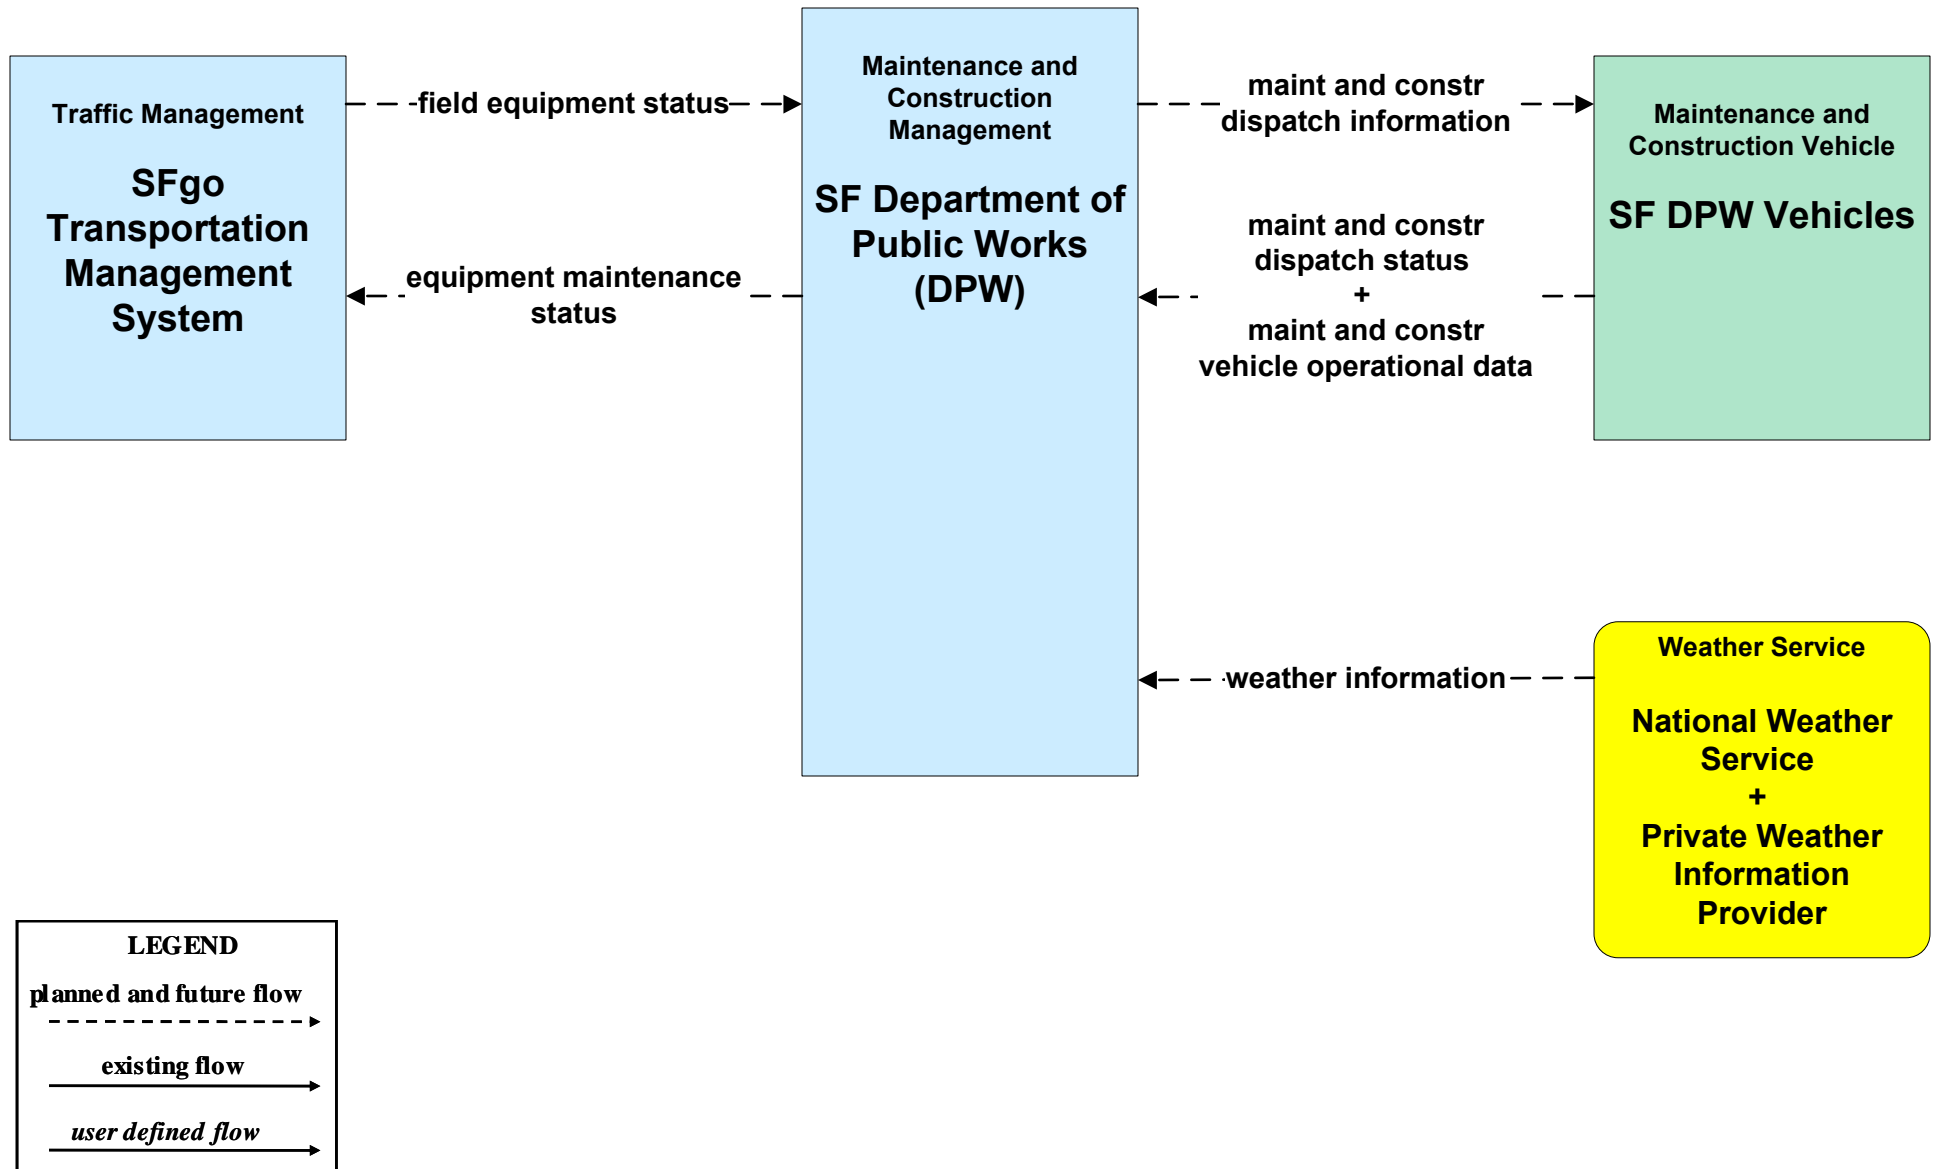 Traffic Management
SFgo
Transportation
Management
System
field equipment status
equipment maintenance
status
Maintenance and
Construction
Management
SF Department of
Public Works
(DPW)
maint and constr
dispatch information
maint and constr
dispatch status
+
maint and constr
vehicle operational data
Maintenance and
Construction Vehicle
SF DPW Vehicles
weather information
Weather Service
National Weather
Service
+
Private Weather
Information
Provider
LEGEND
planned and future flow
existing flow
user defined flow